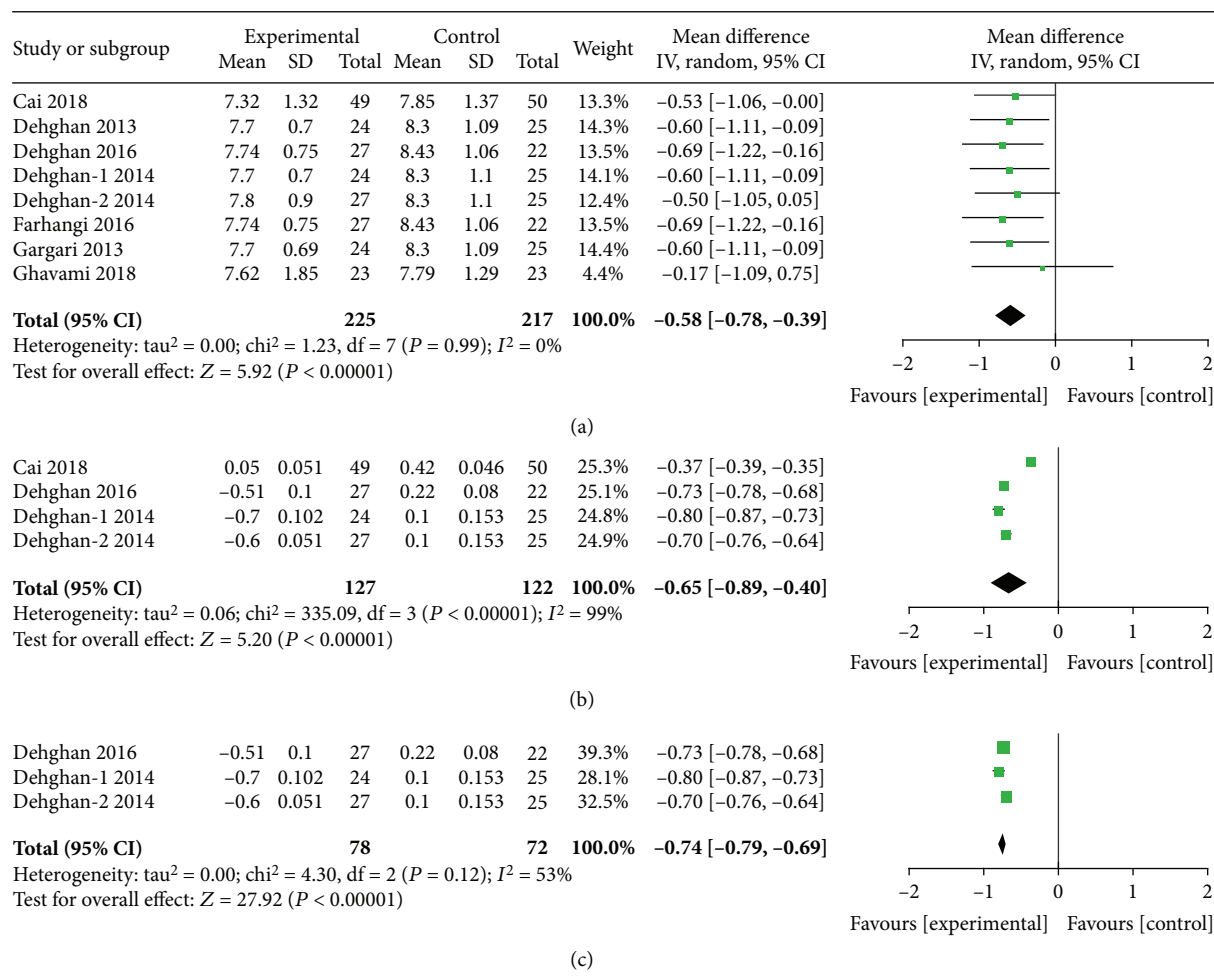 Study or subgroup Experimental Control Weight Mean difference Mean difference
Mean SD Total Mean SD Total IV, random, 95% CI IV, random, 95% CI
Cai 2018 7.32 1.32 49 7.85 1.37 50 13.3% −0.53 [−1.06, −0.00]
Dehghan 2013 7.7 0.7 24 8.3 1.09 25 14.3% −0.60 [−1.11, −0.09]
Dehghan 2016 7.74 0.75 27 8.43 1.06 22 13.5% −0.69 [−1.22, −0.16]
Dehghan-1 2014 7.7 0.7 24 8.3 1.1 25 14.1% −0.60 [−1.11, −0.09]
Dehghan-2 2014 7.8 0.9 27 8.3 1.1 25 12.4% −0.50 [−1.05, 0.05]
Farhangi 2016 7.74 0.75 27 8.43 1.06 22 13.5% −0.69 [−1.22, −0.16]
Gargari 2013 7.7 0.69 24 8.3 1.09 25 14.4% −0.60 [−1.11, −0.09]
Ghavami 2018 7.62 1.85 23 7.79 1.29 23 4.4% −0.17 [−1.09, 0.75]
Total (95% CI) 225 217 100.0% −0.58 [−0.78, −0.39]
Heterogeneity: tau² = 0.00; chi² = 1.23, df = 7 (P = 0.99); I² = 0%
Test for overall effect: Z = 5.92 (P < 0.00001)
−2 −1 0 1 2
Favours [experimental] Favours [control]
(a)
Cai 2018 0.05 0.051 49 0.42 0.046 50 25.3% −0.37 [−0.39, −0.35]
Dehghan 2016 −0.51 0.1 27 0.22 0.08 22 25.1% −0.73 [−0.78, −0.68]
Dehghan-1 2014 −0.7 0.102 24 0.1 0.153 25 24.8% −0.80 [−0.87, −0.73]
Dehghan-2 2014 −0.6 0.051 27 0.1 0.153 25 24.9% −0.70 [−0.76, −0.64]
Total (95% CI) 127 122 100.0% −0.65 [−0.89, −0.40]
Heterogeneity: tau² = 0.06; chi² = 335.09, df = 3 (P < 0.00001); I² = 99%
Test for overall effect: Z = 5.20 (P < 0.00001)
−2 −1 0 1 2
Favours [experimental] Favours [control]
(b)
Dehghan 2016 −0.51 0.1 27 0.22 0.08 22 39.3% −0.73 [−0.78, −0.68]
Dehghan-1 2014 −0.7 0.102 24 0.1 0.153 25 28.1% −0.80 [−0.87, −0.73]
Dehghan-2 2014 −0.6 0.051 27 0.1 0.153 25 32.5% −0.70 [−0.76, −0.64]
Total (95% CI) 78 72 100.0% −0.74 [−0.79, −0.69]
Heterogeneity: tau² = 0.00; chi² = 4.30, df = 2 (P = 0.12); I² = 53%
Test for overall effect: Z = 27.92 (P < 0.00001)
−2 −1 0 1 2
Favours [experimental] Favours [control]
(c)